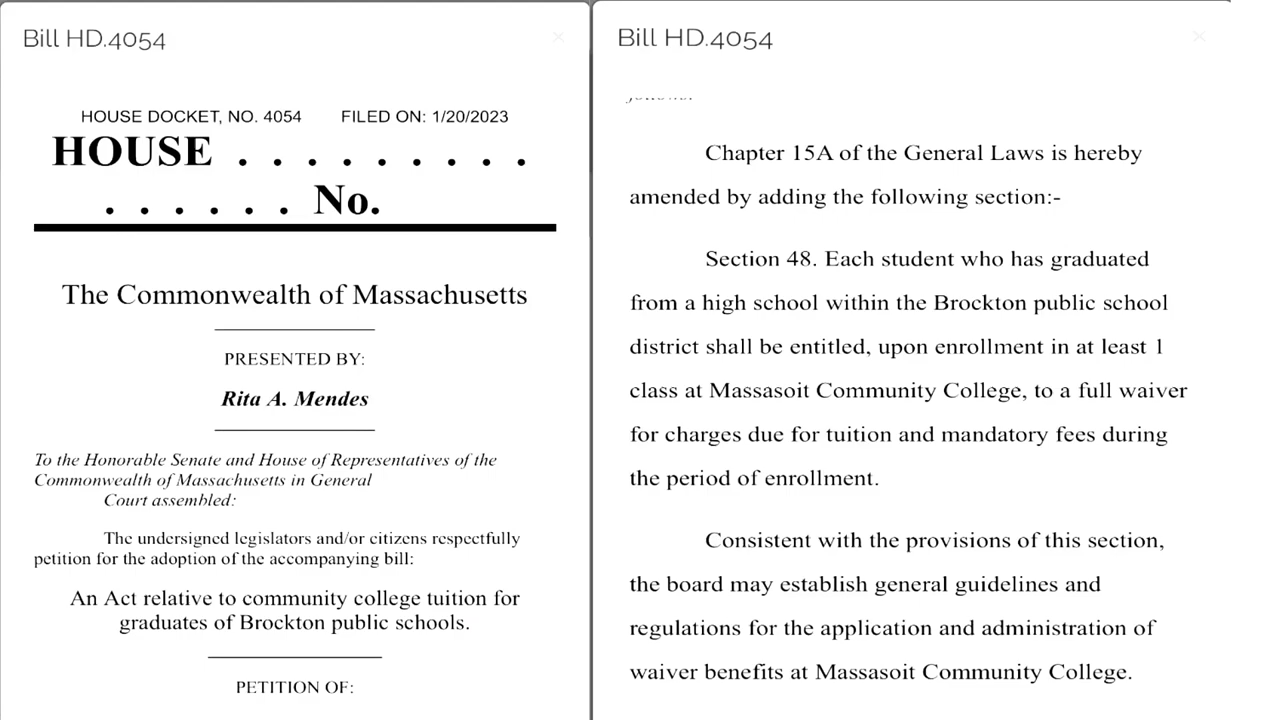 Bill HD.4054
HOUSE DOCKET, NO. 4054 FILED ON: 1/20/2023
HOUSE . . . . . . . . .
. . . . . . No.
The Commonwealth of Massachusetts
PRESENTED BY:
Rita A. Mendes
To the Honorable Senate and House of Representatives of the
Commonwealth of Massachusetts in General
Court assembled:
The undersigned legislators and/or citizens respectfully
petition for the adoption of the accompanying bill:
An Act relative to community college tuition for
graduates of Brockton public schools.
PETITION OF:
Bill HD.4054
Chapter 15A of the General Laws is hereby
amended by adding the following section:-
Section 48. Each student who has graduated
from a high school within the Brockton public school
district shall be entitled, upon enrollment in at least 1
class at Massasoit Community College, to a full waiver
for charges due for tuition and mandatory fees during
the period of enrollment.
Consistent with the provisions of this section,
the board may establish general guidelines and
regulations for the application and administration of
waiver benefits at Massasoit Community College.